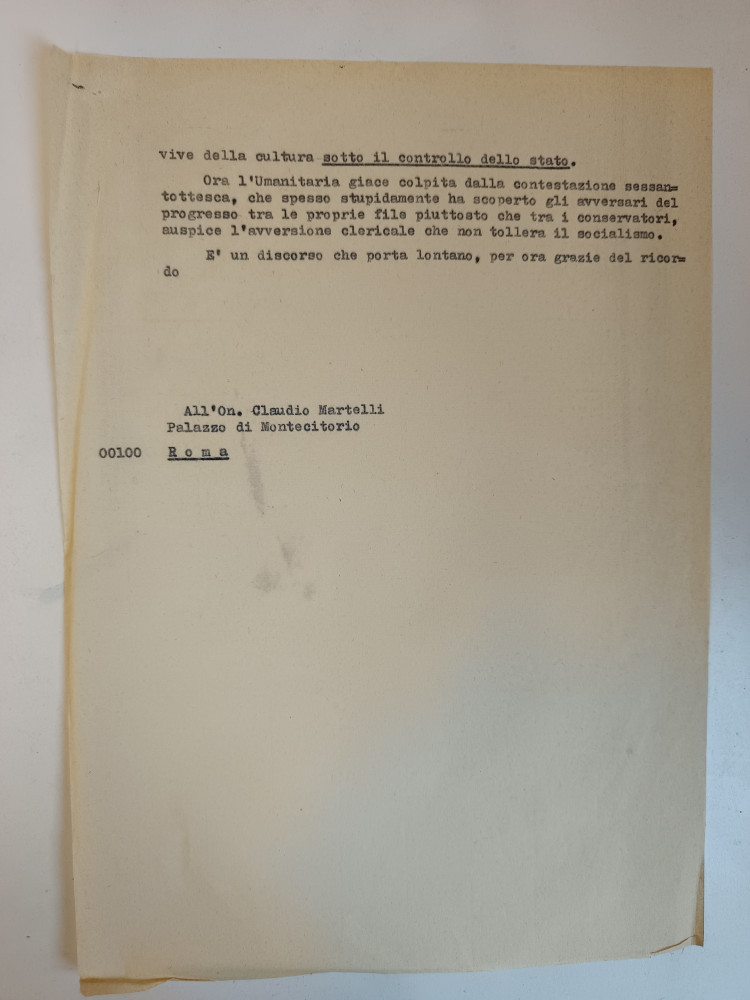 vive della cultura sotto il controllo dello stato.
Ora l'Umanitaria giace colpita dalla contestazione sessan=
tottesca, che spesso stupidamente ha scoperto gli avversari del
progresso tra le proprie file piuttosto che tra i conservatori,
auspice l'avversione clericale che non tollera il socialismo.
E' un discorso che porta lontano, per ora grazie del ricor=
do
All'On. Claudio Martelli
Palazzo di Montecitorio
00100 R o m a